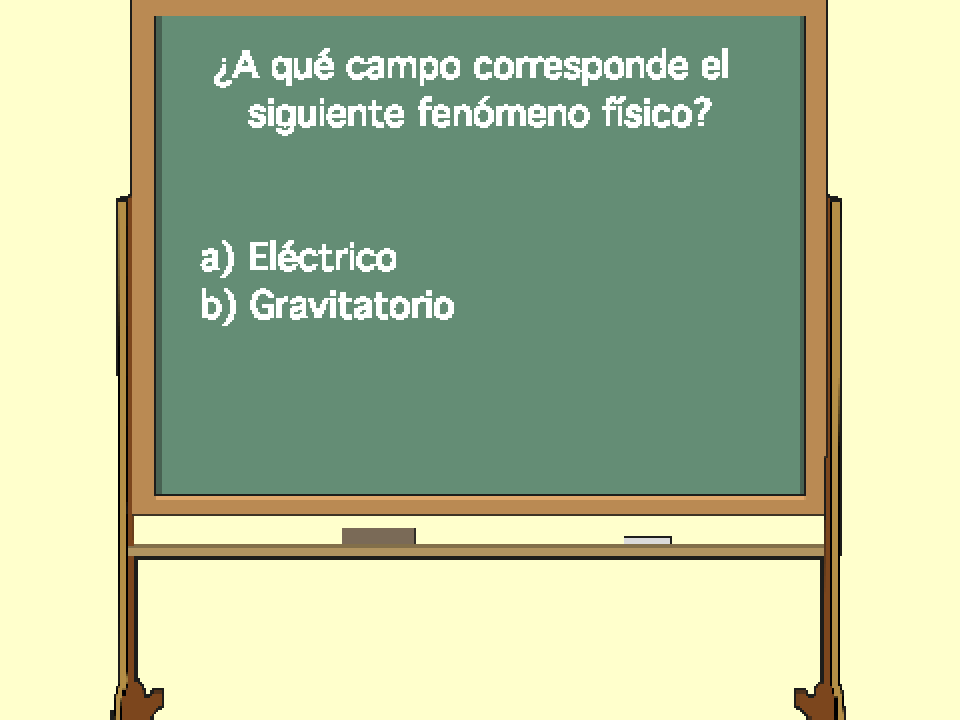 ¿A qué campo corresponde el
siguiente fenómeno físico?
a) Eléctrico
b) Gravitatorio